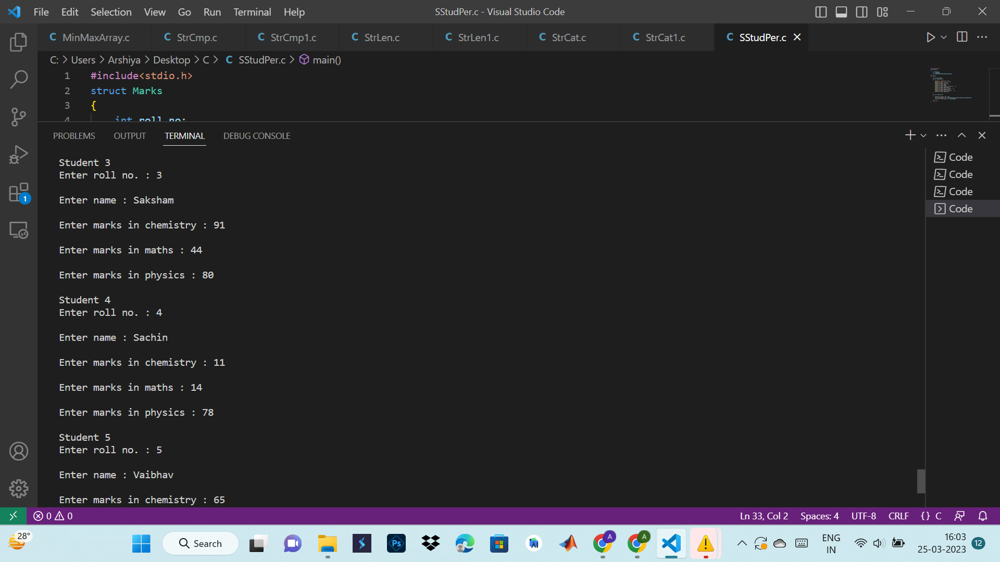 File Edit Selection View Go Run Terminal Help
SStudPer.c - Visual Studio Code
C MinMaxArray.c C StrCmp.c C StrCmp1.c C StrLen.c C StrLen1.c C StrCat.c C StrCat1.c C SStudPer.c
C: > Users > Arshiya > Desktop > C > C SStudPer.c > main()
1 #include<stdio.h>
2 struct Marks
3 {
4 int roll_no;
PROBLEMS OUTPUT TERMINAL DEBUG CONSOLE
Student 3
Enter roll no. : 3
Enter name : Saksham
Enter marks in chemistry : 91
Enter marks in maths : 44
Enter marks in physics : 80
Student 4
Enter roll no. : 4
Enter name : Sachin
Enter marks in chemistry : 11
Enter marks in maths : 14
Enter marks in physics : 78
Student 5
Enter roll no. : 5
Enter name : Vaibhav
Enter marks in chemistry : 65
Code
Code
Code
Code
1
0 0
Ln 33, Col 2 Spaces: 4 UTF-8 CRLF {} C
28°
Search
Ps
A
A
ENG
IN
16:03
25-03-2023
12